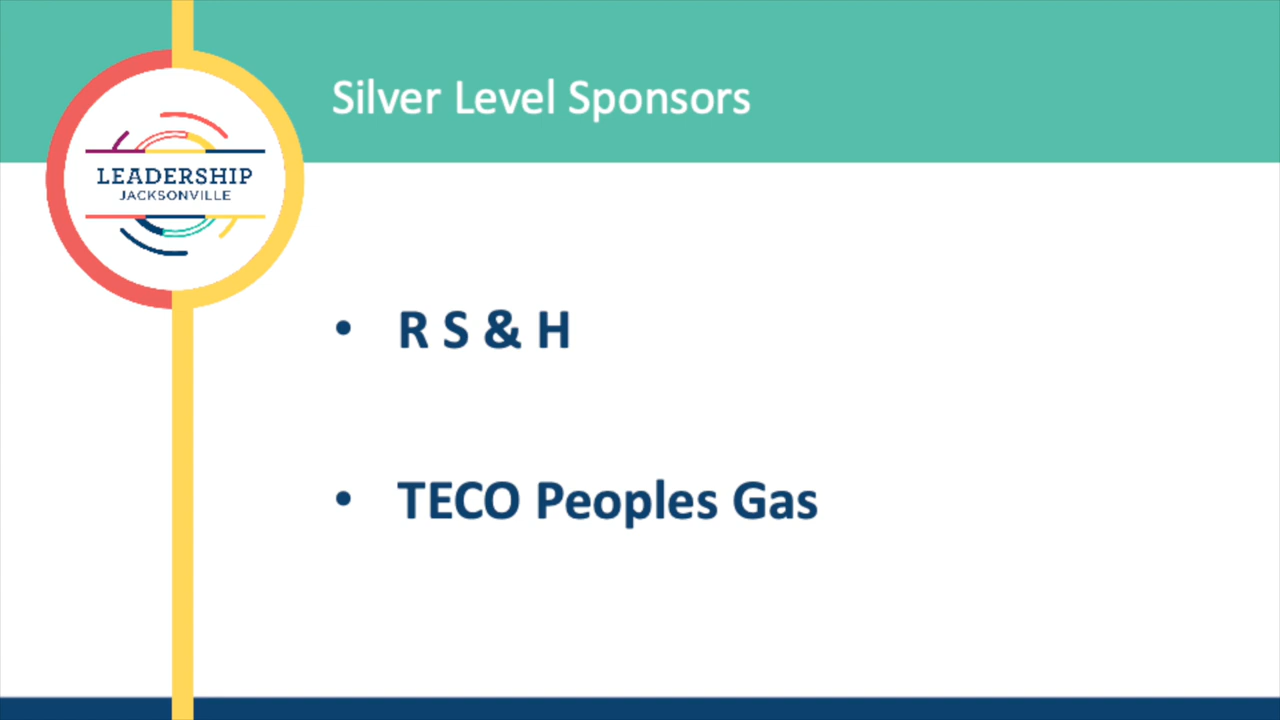 Silver Level Sponsors
LEADERSHIP
JACKSONVILLE
• R S & H
• TECO Peoples Gas